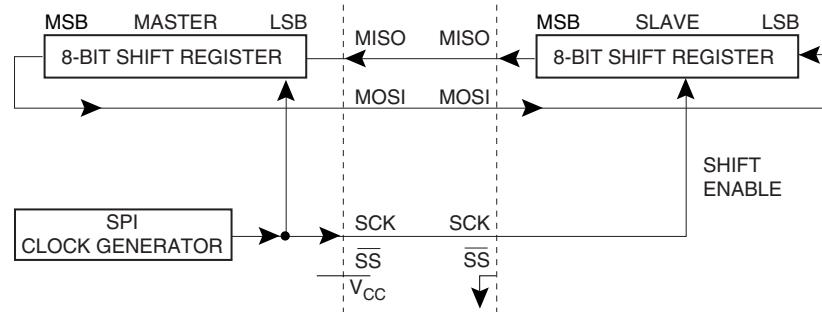 MSB MASTER LSB
8-BIT SHIFT REGISTER
MISO MISO
MSB SLAVE LSB
8-BIT SHIFT REGISTER
MOSI MOSI
SHIFT
ENABLE
SPI
CLOCK GENERATOR
SCK SCK
SS SS
VCC